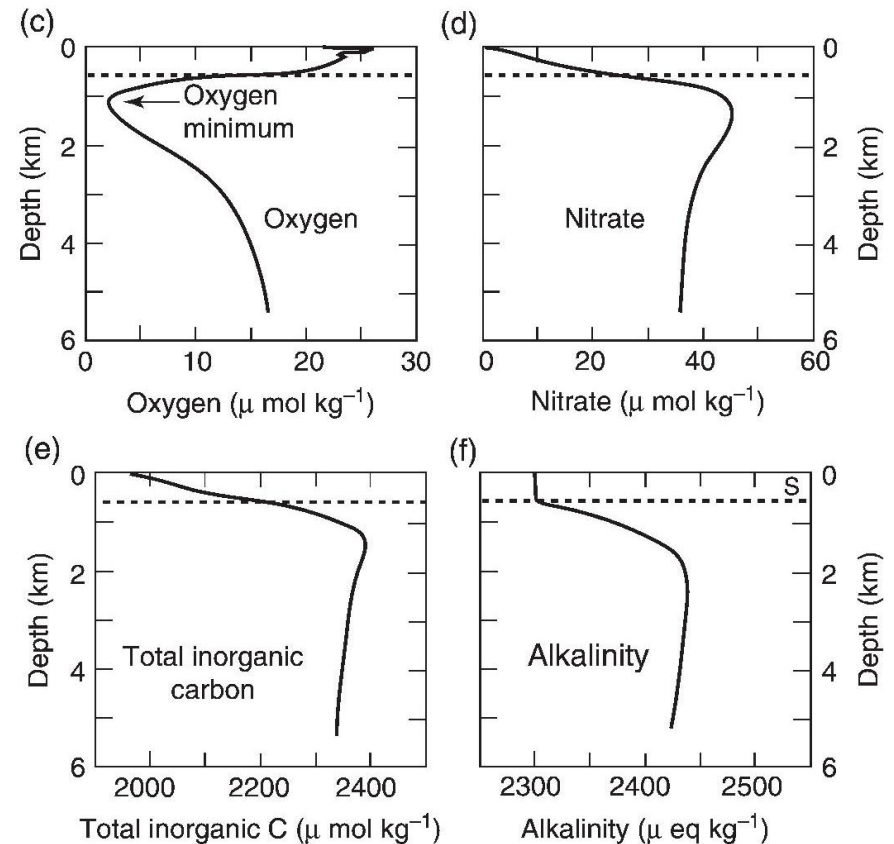 (c)
0
2
4
6
Depth (km)
Oxygen
minimum
Oxygen
0 10 20 30
Oxygen (μ mol kg⁻¹)
(d)
0
2
4
6
Depth (km)
Nitrate
0 20 40 60
Nitrate (μ mol kg⁻¹)
(e)
0
2
4
6
Depth (km)
Total inorganic
carbon
2000 2200 2400
Total inorganic C (μ mol kg⁻¹)
(f)
S
0
2
4
6
Depth (km)
Alkalinity
2300 2400 2500
Alkalinity (μ eq kg⁻¹)